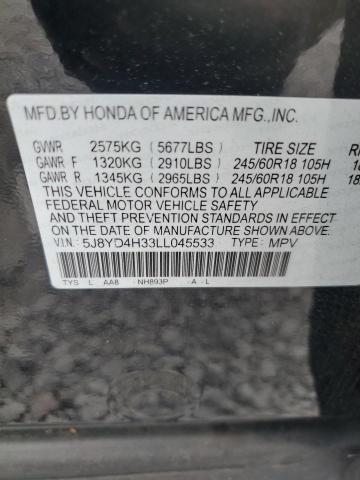 MFD.BY HONDA OF AMERICA MFG.,INC.
GVWR 2575KG (5677LBS) TIRE SIZE
GAWR F 1320KG (2910LBS) 245/60R18 105H
GAWR R 1345KG (2965LBS) 245/60R18 105H
THIS VEHICLE CONFORMS TO ALL APPLICABLE
FEDERAL MOTOR VEHICLE SAFETY
AND THEFT PREVENTION STANDARDS IN EFFECT
ON THE DATE OF MANUFACTURE SHOWN ABOVE.
V.I.N: 5J8YD4H33LL045533 TYPE: MPV
TYS L AA8 NH893P - A - L